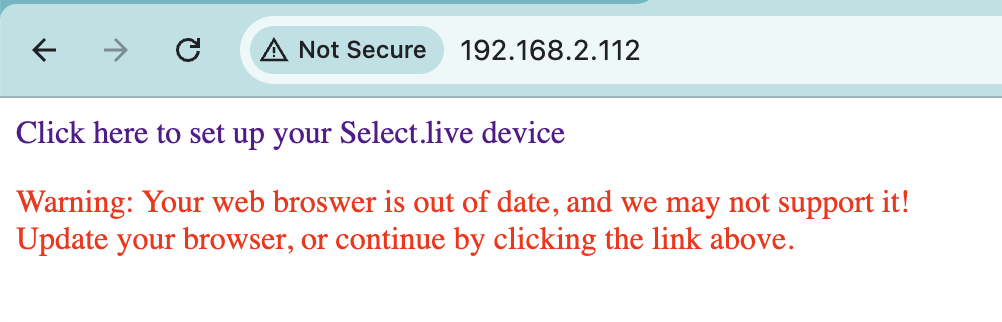 Not Secure 192.168.2.112
Click here to set up your Select.live device
Warning: Your web broswer is out of date, and we may not support it!
Update your browser, or continue by clicking the link above.